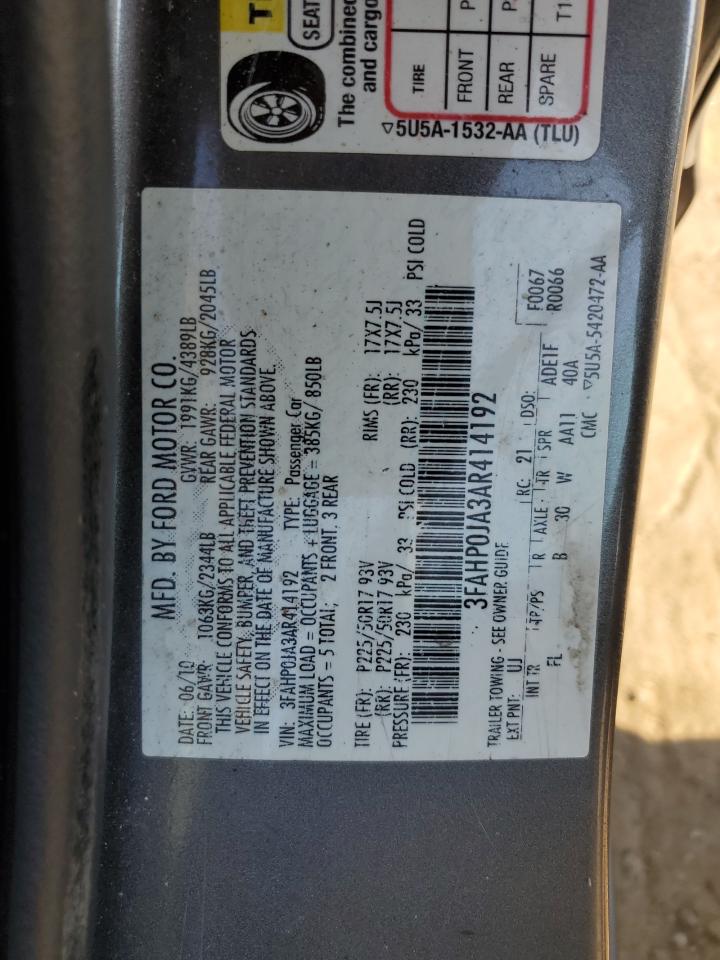 MFD. BY FORD MOTOR CO.
DATE: 06/10 GVWR: 1991KG/4389LB
FRONT GAWR: 1063KG/2344LB REAR GAWR: 928KG/2045LB
THIS VEHICLE CONFORMS TO ALL APPLICABLE FEDERAL MOTOR
VEHICLE SAFETY, BUMPER, AND THEFT PREVENTION STANDARDS
IN EFFECT ON THE DATE OF MANUFACTURE SHOWN ABOVE.
VIN: 3FAHP0JA3AR414192 TYPE: Passenger Car
MAXIMUM LOAD = OCCUPANTS + LUGGAGE = 385KG/ 850LB
OCCUPANTS = 5 TOTAL; 2 FRONT, 3 REAR
TIRE (FR): P225/50R17 93V RIMS (FR): 17X7.5J
(RR): P225/50R17 93V (RR): 17X7.5J
PRESSURE (FR): 230 kPa/ 33 PSI COLD (RR): 230 kPa/ 33 PSI COLD
3FAHP0JA3AR414192
TRAILER TOWING - SEE OWNER GUIDE
EXT PNT: UJ RC: 21 DSO: F0067
R0066
INT TR TP/PS R AXLE TR SPR ADE1F
FL B 30 W AA11 40A
CMC ▽5U5A-5420472-AA
T
SEAT
The combined
and cargo
TIRE
FRONT P
REAR P
SPARE T1
▽5U5A-1532-AA (TLU)